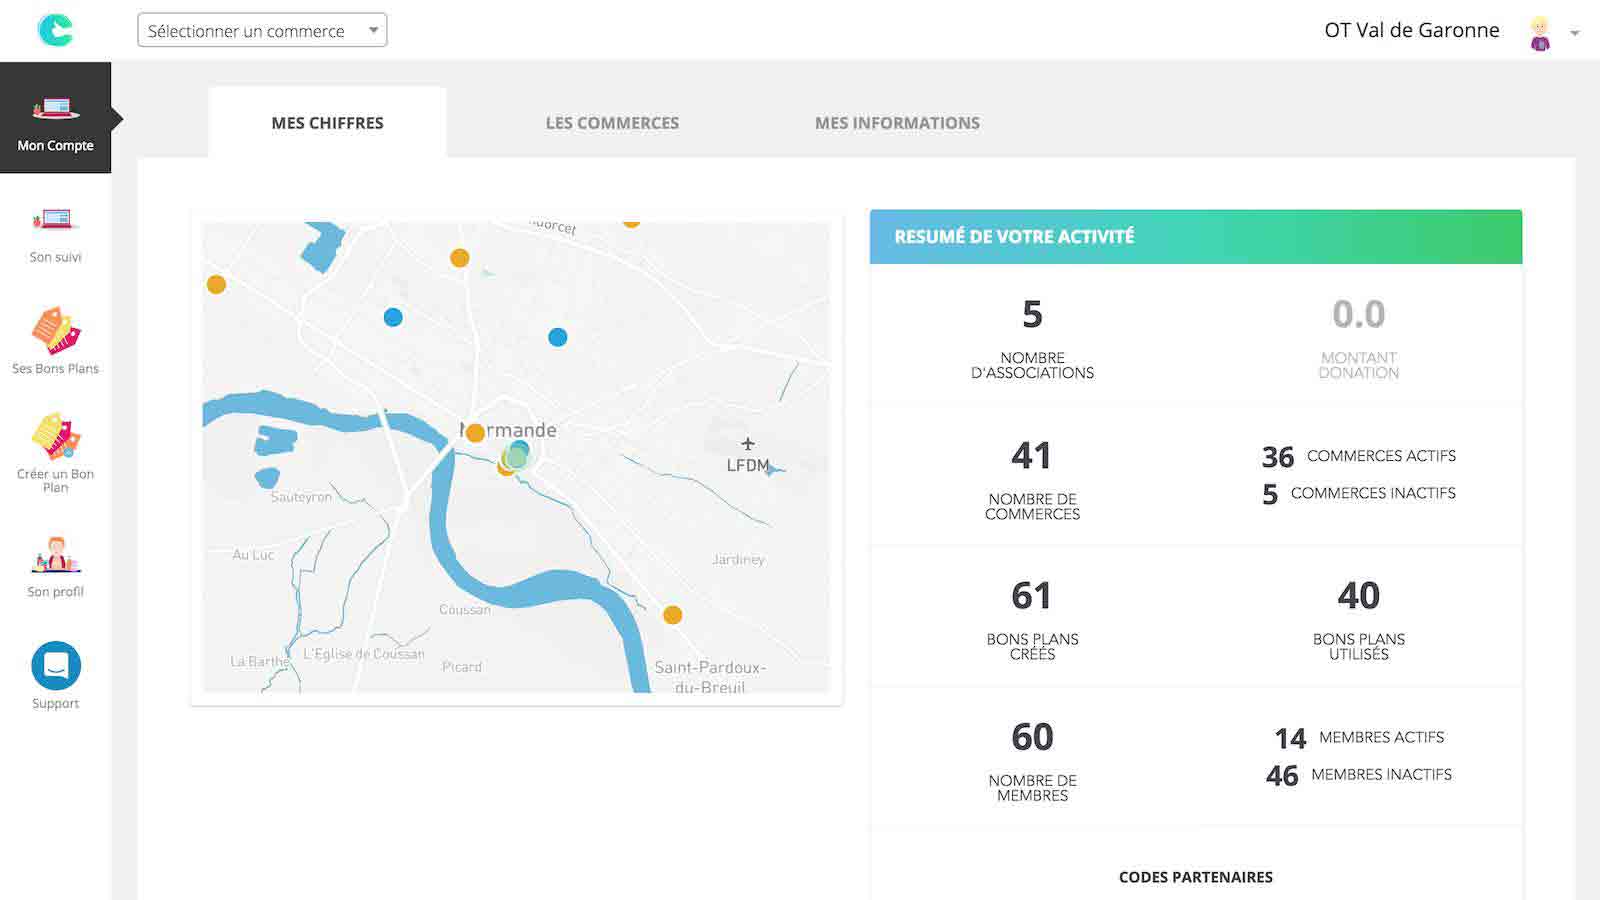 Sélectionner un commerce
OT Val de Garonne
Mon Compte
Son suivi
Ses Bons Plans
Créer un Bon
Plan
Son profil
Support
MES CHIFFRES
LES COMMERCES
MES INFORMATIONS
LFDM
Sauteyron
Au Luc
Jardiney
Coussan
La Barthe
L'Eglise de Coussan
Picard
Saint-Pardoux-
du-Breuil
RESUMÉ DE VOTRE ACTIVITÉ
5
NOMBRE
D'ASSOCIATIONS
0.0
MONTANT
DONATION
41
NOMBRE DE
COMMERCES
36 COMMERCES ACTIFS
5 COMMERCES INACTIFS
61
BONS PLANS
CRÉÉS
40
BONS PLANS
UTILISÉS
60
NOMBRE DE
MEMBRES
14 MEMBRES ACTIFS
46 MEMBRES INACTIFS
CODES PARTENAIRES